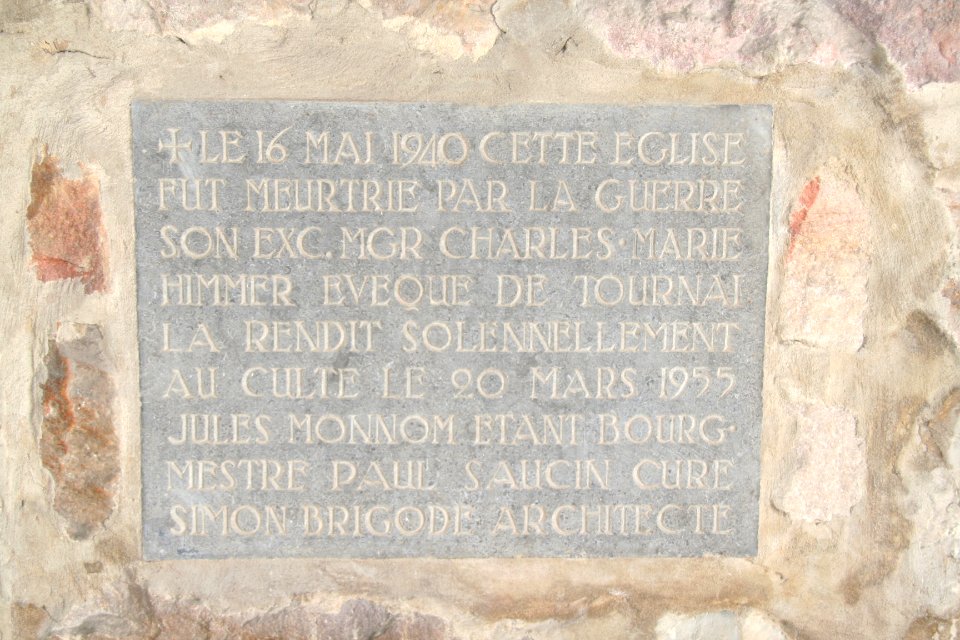 +LE 16 MAI 1940 CETTE EGLISE
FUT MEURTRIE PAR LA GUERRE
SON EXC. MGR CHARLES·MARIE
HIMMER EVEQUE DE TOURNAI
LA RENDIT SOLENNELLEMENT
AU CULTE LE 20 MARS 1955.
JULES MONNOM ETANT BOURG-
MESTRE PAUL SAUCIN CURE
SIMON BRIGODE ARCHITECTE